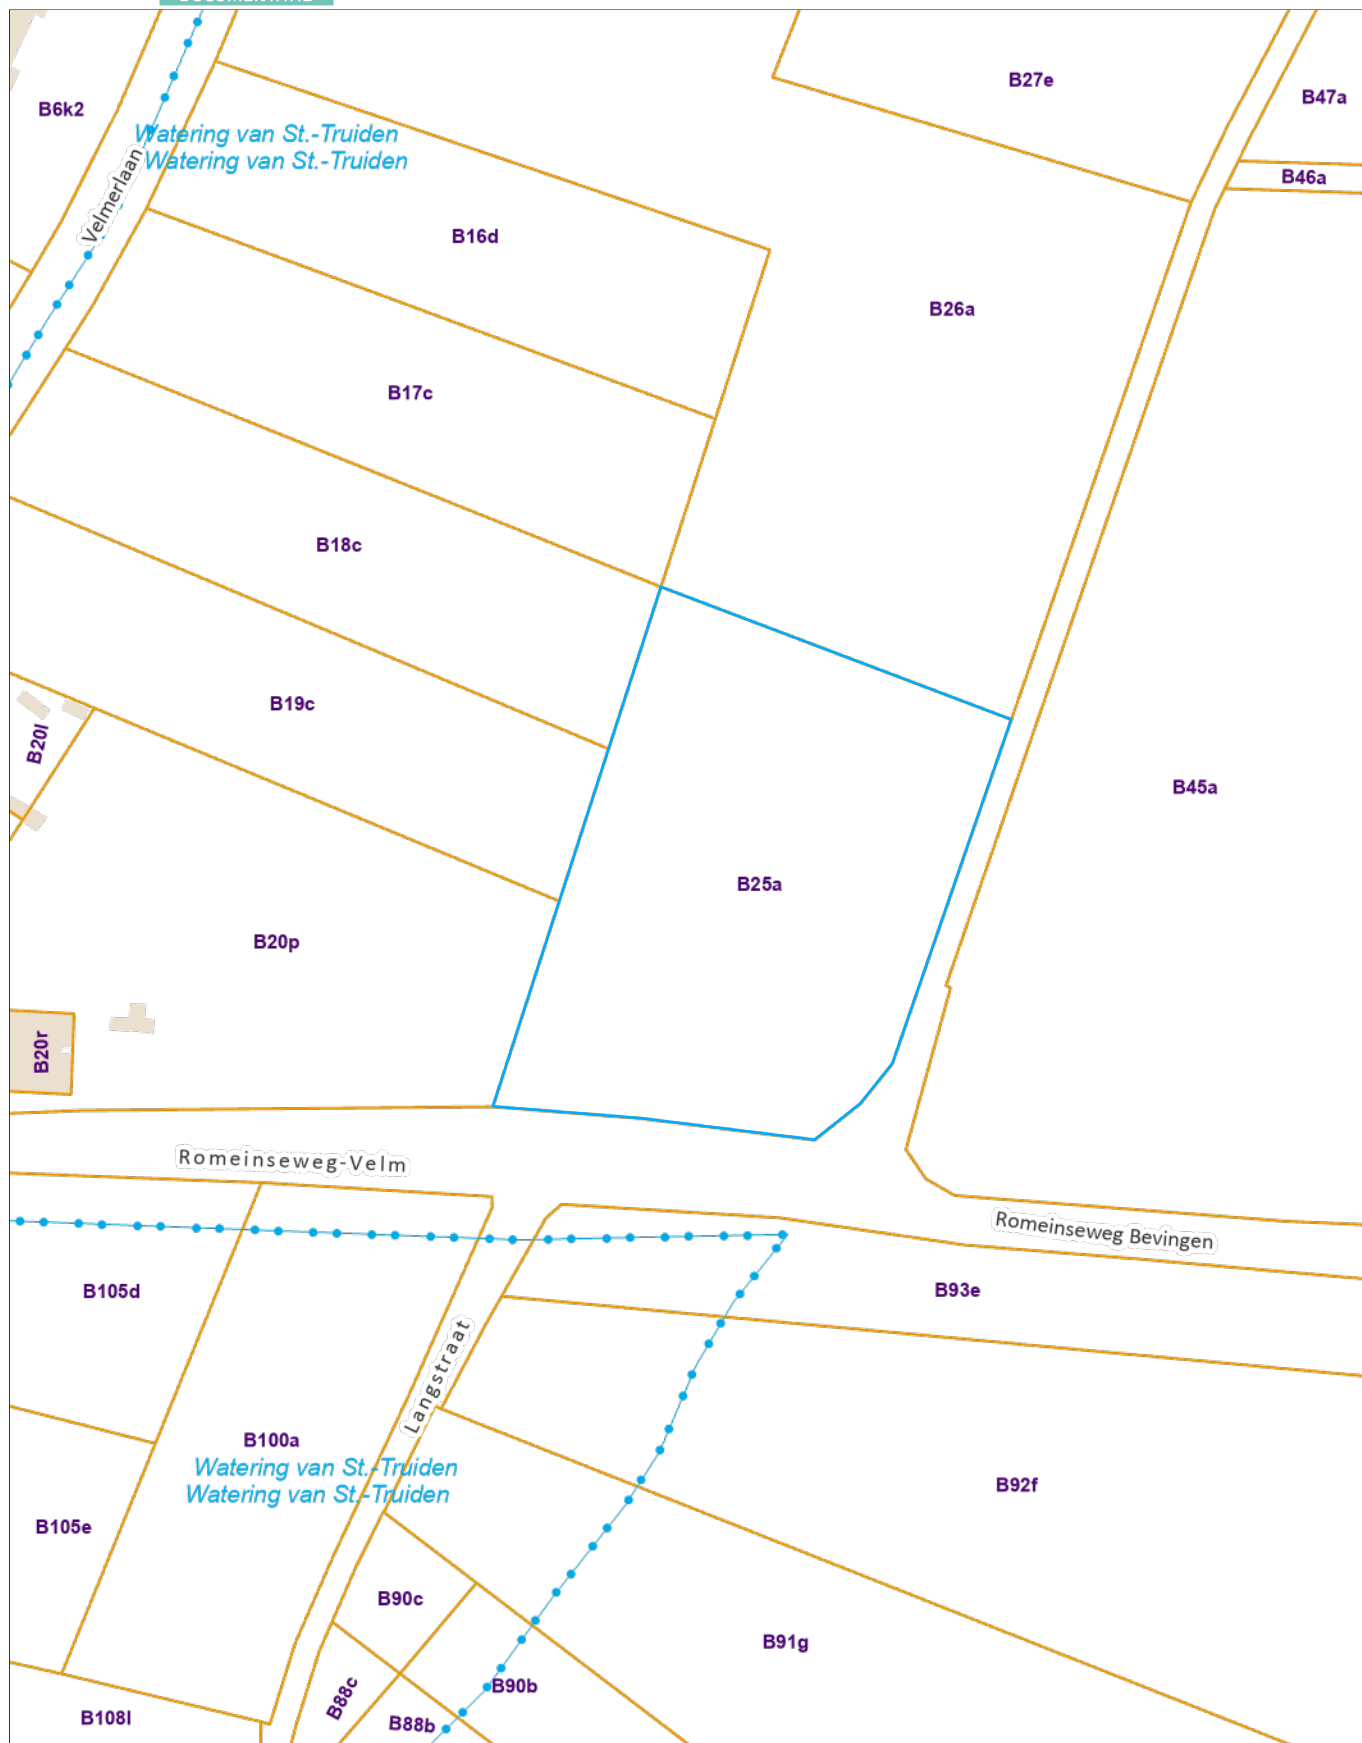 B27e
B47a
B6k2
Watering van St.-Truiden
Watering van St.-Truiden
B46a
Velmerlaan
B16d
B26a
B17c
B18c
B19c
B20l
B45a
B25a
B20p
B20r
Romeinseweg-Velm
Romeinseweg Bevingen
B105d
B93e
Langstraat
B100a
Watering van St.-Truiden
Watering van St.-Truiden
B92f
B105e
B90c
B91g
B90b
B88c
B108l
B88b